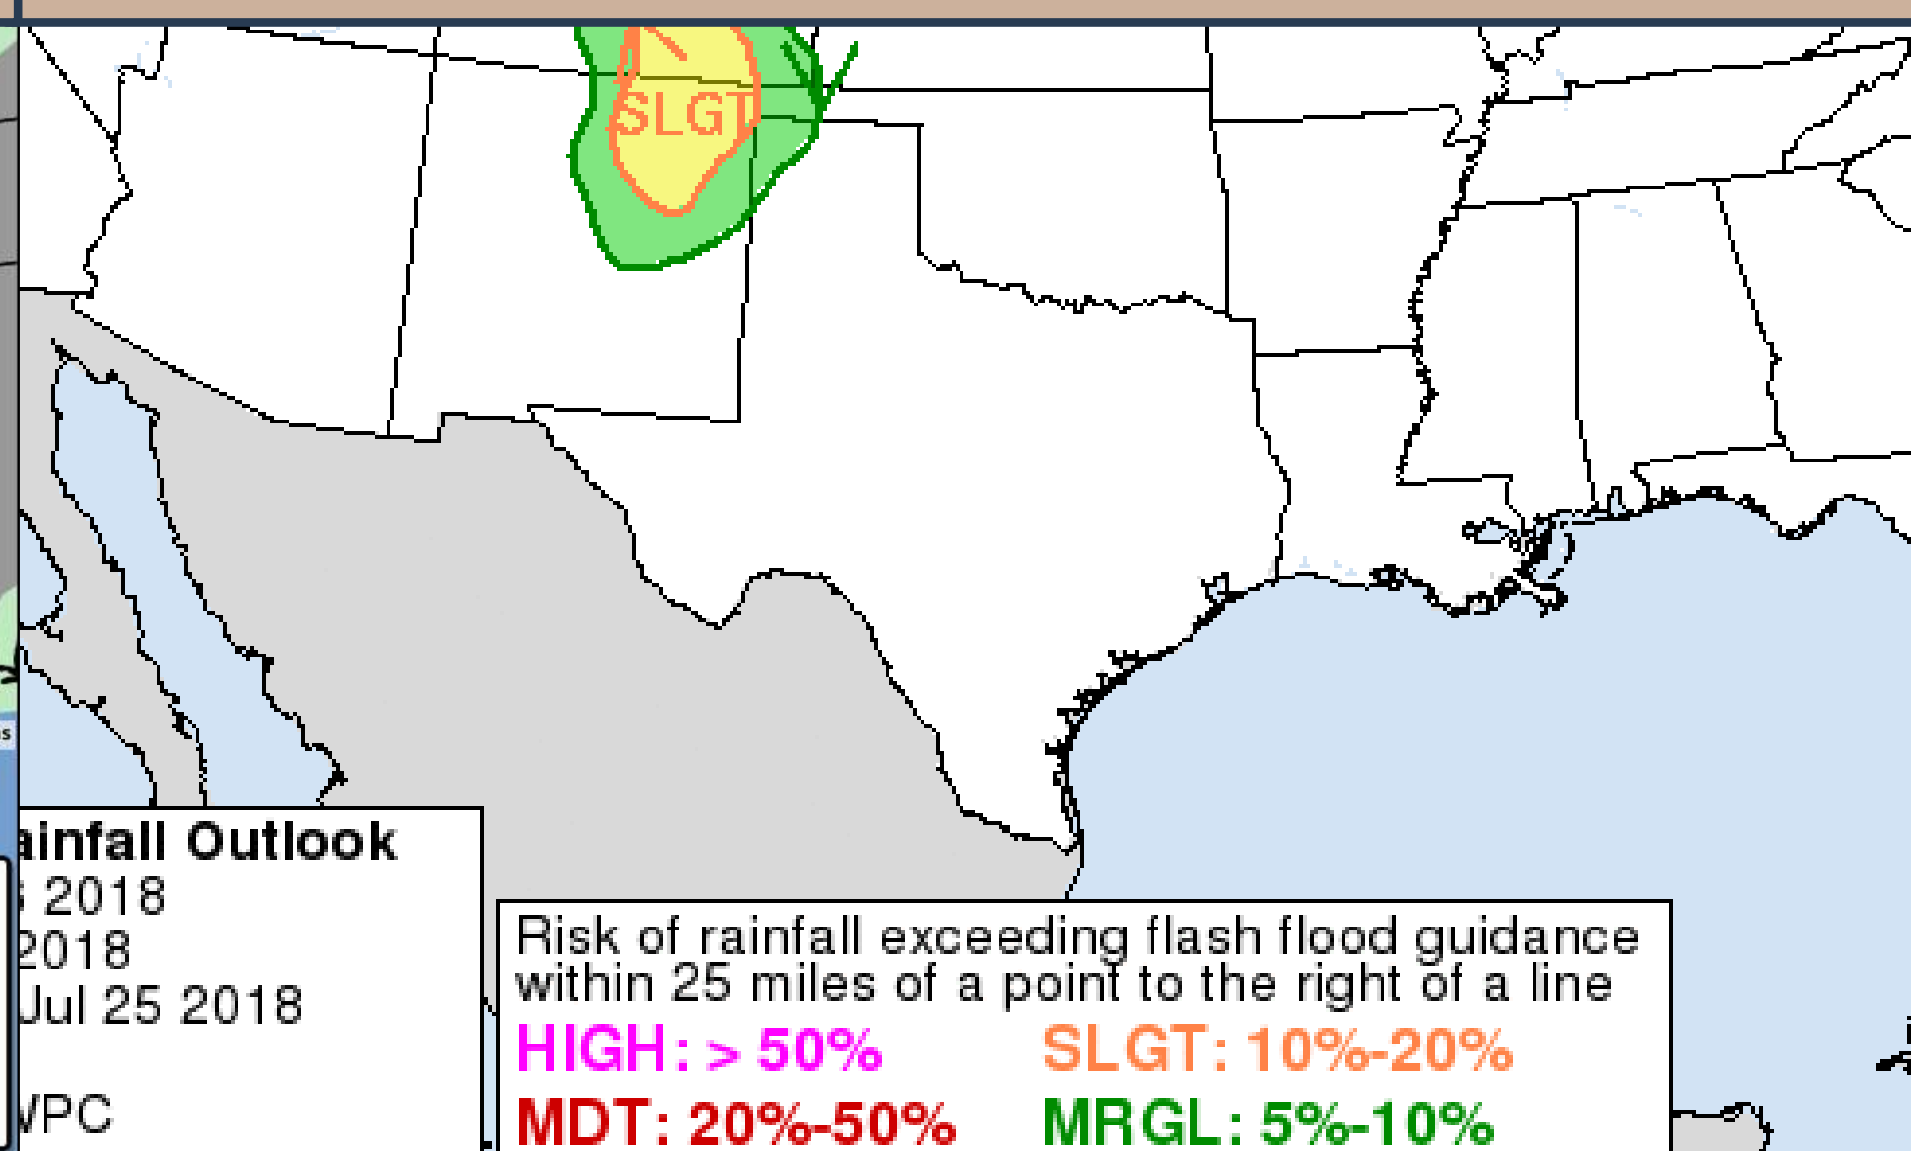 SLGT
ainfall Outlook
2018
2018
Jul 25 2018
WPC
Risk of rainfall exceeding flash flood guidance
within 25 miles of a point to the right of a line
HIGH: > 50%
SLGT: 10%-20%
MDT: 20%-50%
MRGL: 5%-10%